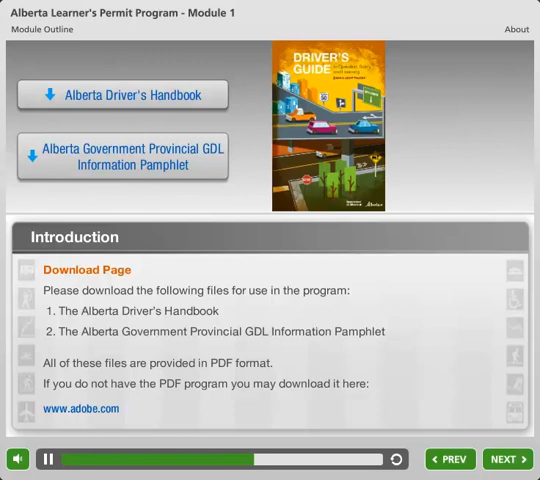 Alberta Learner's Permit Program - Module 1
Module Outline
About
Alberta Driver's Handbook
Alberta Government Provincial GDL
Information Pamphlet
DRIVER'S
GUIDE
Introduction
Download Page
Please download the following files for use in the program:
1. The Alberta Driver's Handbook
2. The Alberta Government Provincial GDL Information Pamphlet
All of these files are provided in PDF format.
If you do not have the PDF program you may download it here:
www.adobe.com
PREV
NEXT